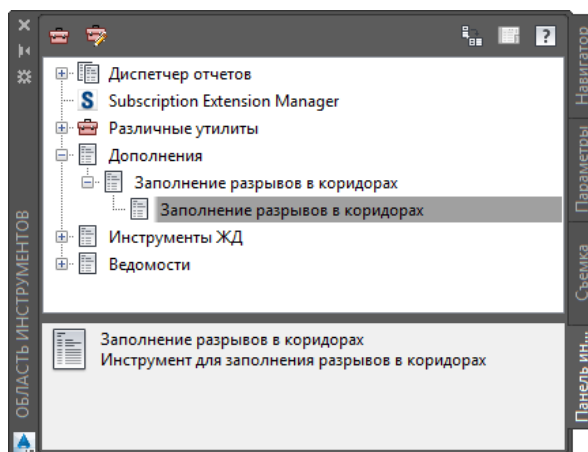 Диспетчер отчетов
Subscription Extension Manager
Различные утилиты
Дополнения
Заполнение разрывов в коридорах
Заполнение разрывов в коридорах
Инструменты ЖД
Ведомости
Заполнение разрывов в коридорах
Инструмент для заполнения разрывов в коридорах
ОБЛАСТЬ ИНСТРУМЕНТОВ
Навигатор
Параметры
Съемка
Панель ин...